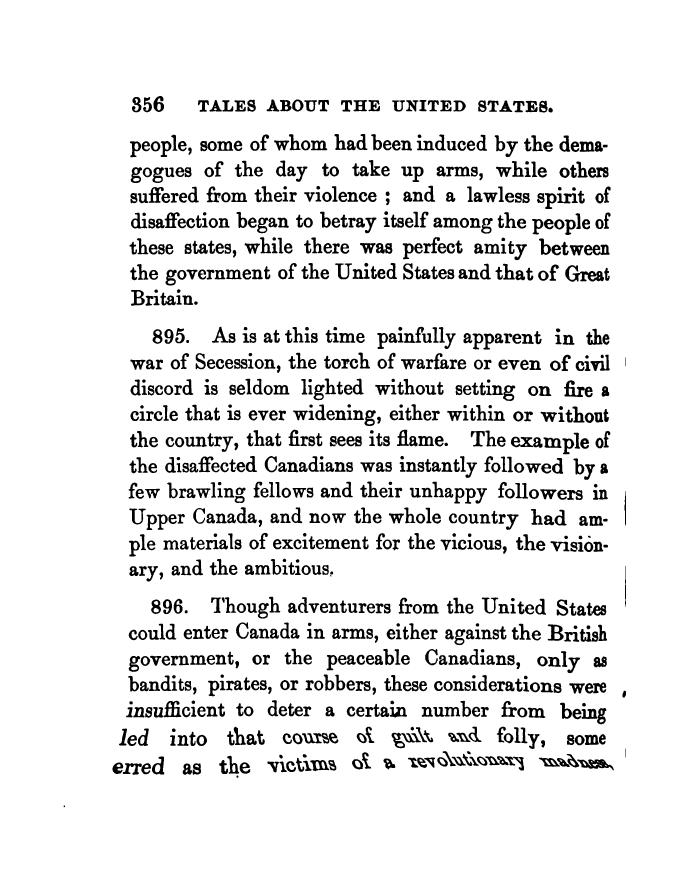 356 TALES ABOUT THE UNITED STATES.
people, some of whom had been induced by the dema-
gogues of the day to take up arms, while others
suffered from their violence ; and a lawless spirit of
disaffection began to betray itself among the people of
these states, while there was perfect amity between
the government of the United States and that of Great
Britain.
895. As is at this time painfully apparent in the
war of Secession, the torch of warfare or even of civil
discord is seldom lighted without setting on fire a
circle that is ever widening, either within or without
the country, that first sees its flame. The example of
the disaffected Canadians was instantly followed by a
few brawling fellows and their unhappy followers in
Upper Canada, and now the whole country had am-
ple materials of excitement for the vicious, the vision-
ary, and the ambitious.
896. Though adventurers from the United States
could enter Canada in arms, either against the British
government, or the peaceable Canadians, only as
bandits, pirates, or robbers, these considerations were
insufficient to deter a certain number from being
led into that course of guilt and folly, some
erred as the victims of a revolutionary madness,